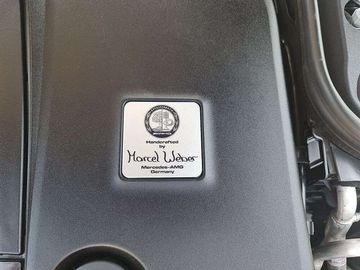 Handcrafted
by
Marcel Weber
Mercedes-AMG
Germany